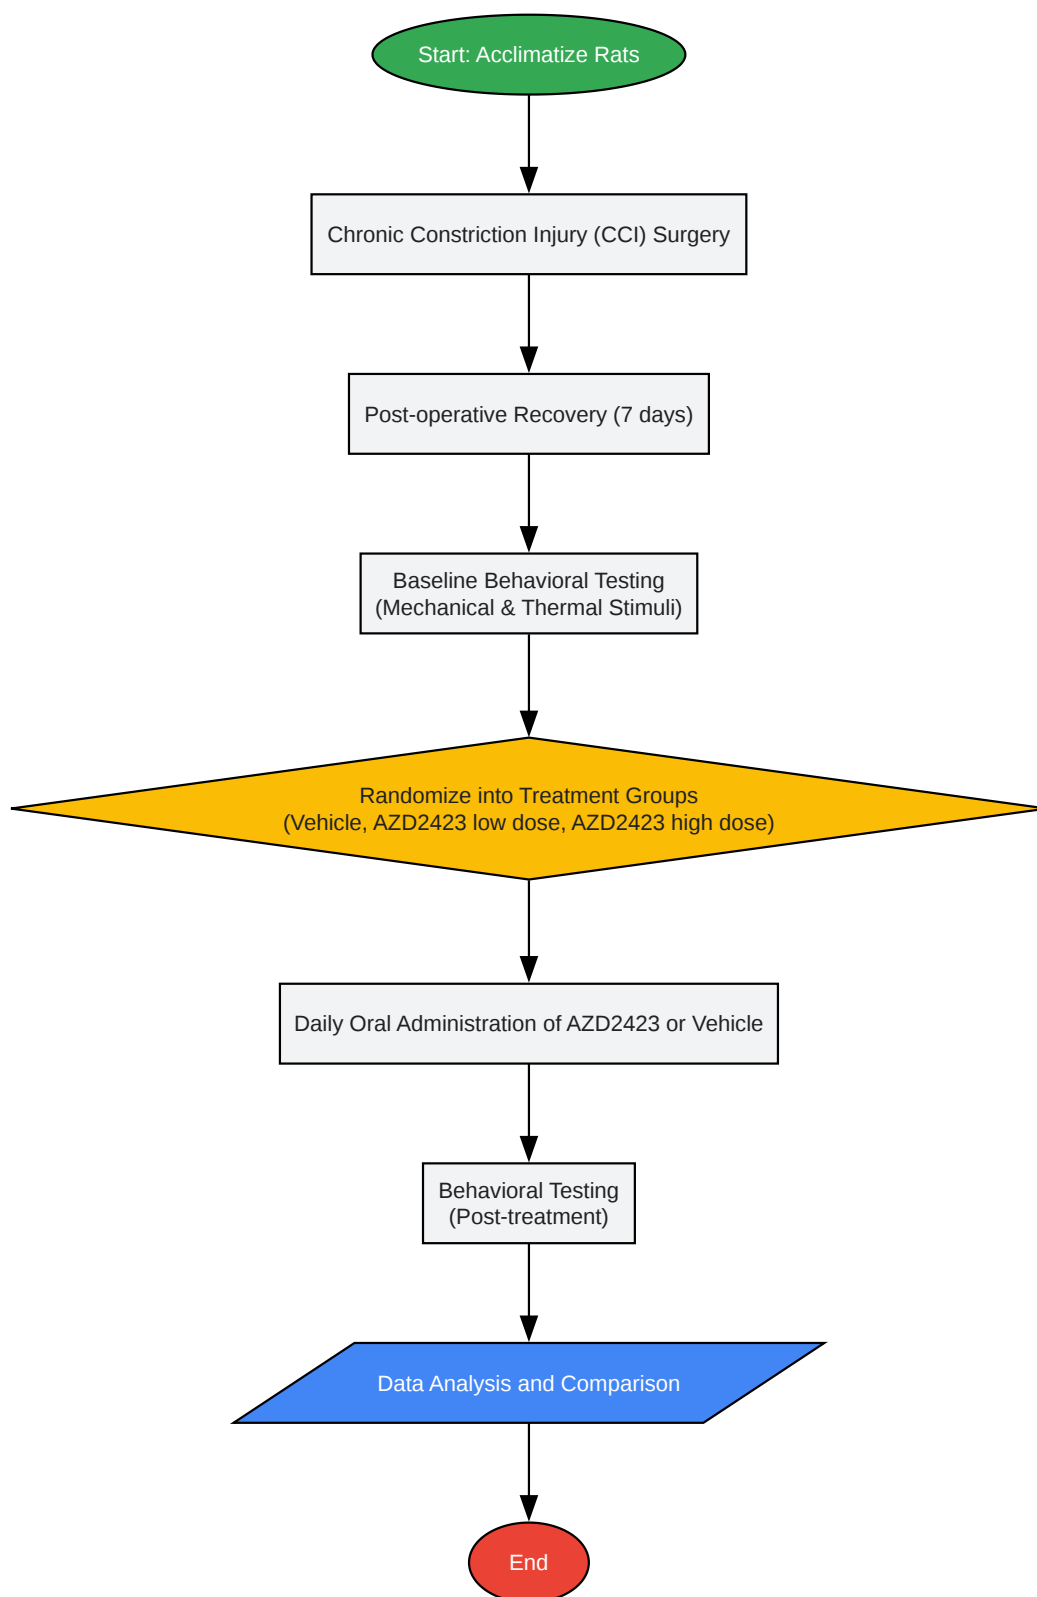 Start: Acclimatize Rats
Chronic Constriction Injury (CCI) Surgery
Post-operative Recovery (7 days)
Baseline Behavioral Testing
(Mechanical & Thermal Stimuli)
Randomize into Treatment Groups
(Vehicle, AZD2423 low dose, AZD2423 high dose)
Daily Oral Administration of AZD2423 or Vehicle
Behavioral Testing
(Post-treatment)
Data Analysis and Comparison
End